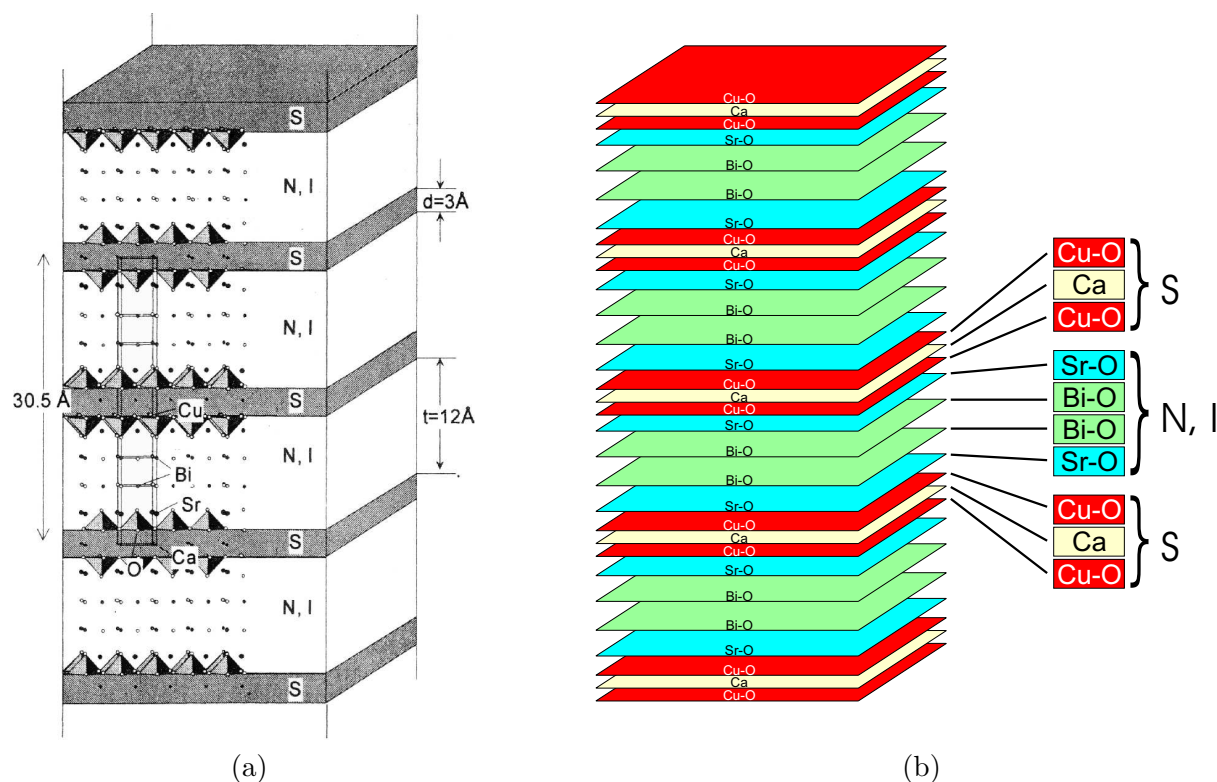 S
N, I
d=3Å
S
N, I
30.5 Å
S
t=12Å
Cu
N, I
Bi
Sr
S
O
Ca
N, I
S
(a)
Cu-O
Ca
Cu-O
Sr-O
Bi-O
Bi-O
Sr-O
Cu-O
Ca
Cu-O
Sr-O
Bi-O
Bi-O
Sr-O
Cu-O
Ca
Cu-O
Sr-O
Bi-O
Bi-O
Sr-O
Cu-O
Ca
Cu-O
Sr-O
Bi-O
Bi-O
Sr-O
Cu-O
Ca
Cu-O
Cu-O
Ca
Cu-O
S
Sr-O
Bi-O
Bi-O
Sr-O
N, I
Cu-O
Ca
Cu-O
S
(b)